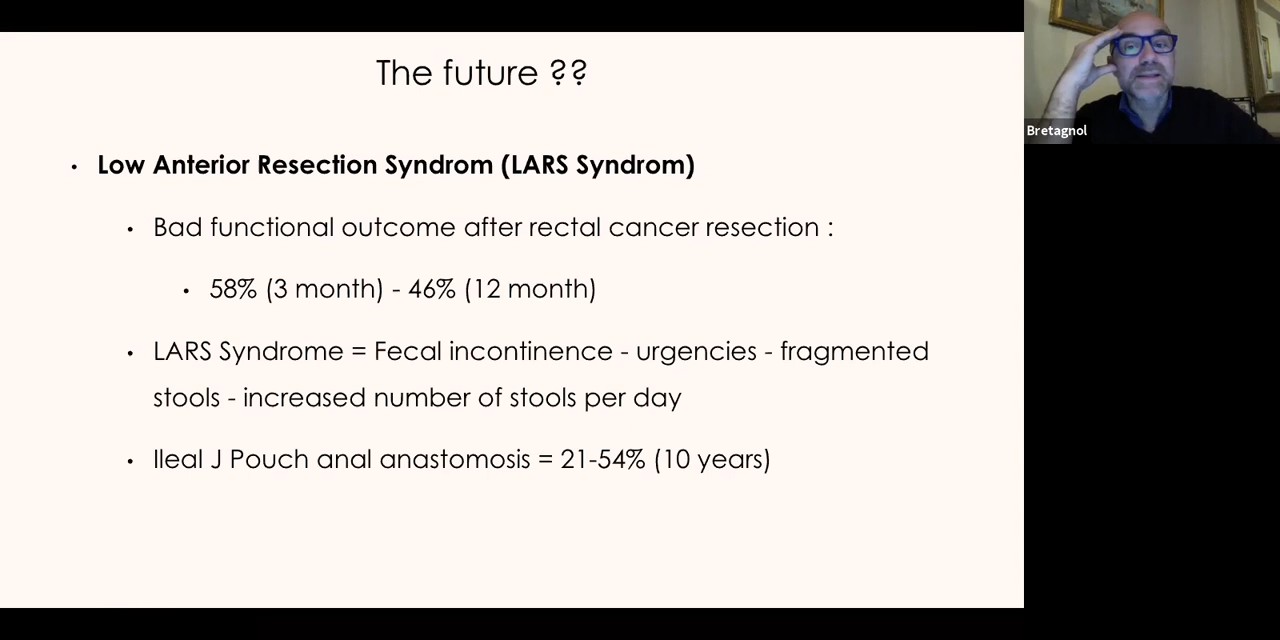 The future ??
• Low Anterior Resection Syndrom (LARS Syndrom)
• Bad functional outcome after rectal cancer resection :
• 58% (3 month) - 46% (12 month)
• LARS Syndrome = Fecal incontinence - urgencies - fragmented
stools - increased number of stools per day
• Ileal J Pouch anal anastomosis = 21-54% (10 years)
Bretagnol